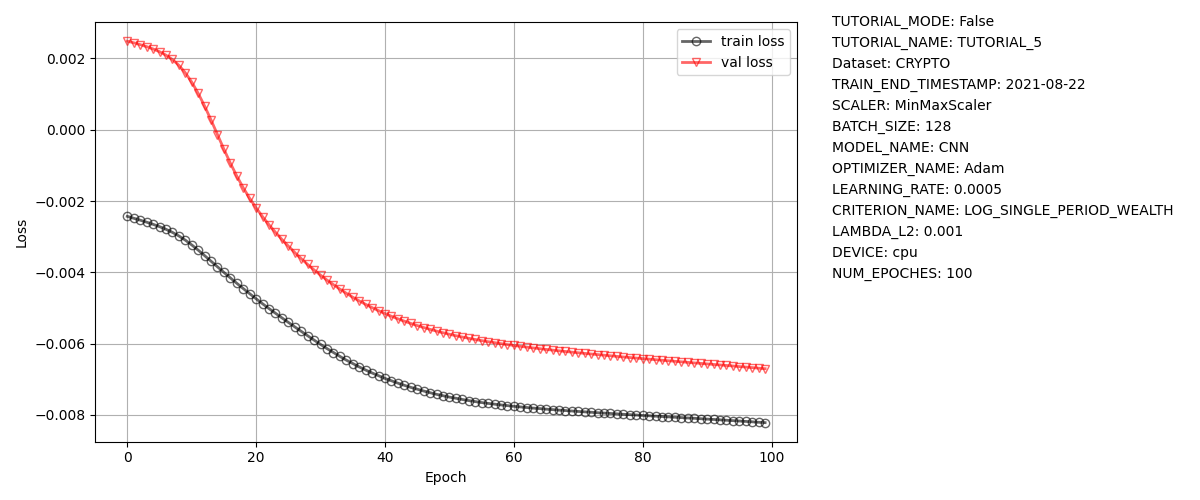 0.002
0.000
−0.002
−0.004
−0.006
−0.008
Loss
0 20 40 60 80 100
Epoch
train loss
val loss
TUTORIAL_MODE: False
TUTORIAL_NAME: TUTORIAL_5
Dataset: CRYPTO
TRAIN_END_TIMESTAMP: 2021-08-22
SCALER: MinMaxScaler
BATCH_SIZE: 128
MODEL_NAME: CNN
OPTIMIZER_NAME: Adam
LEARNING_RATE: 0.0005
CRITERION_NAME: LOG_SINGLE_PERIOD_WEALTH
LAMBDA_L2: 0.001
DEVICE: cpu
NUM_EPOCHES: 100